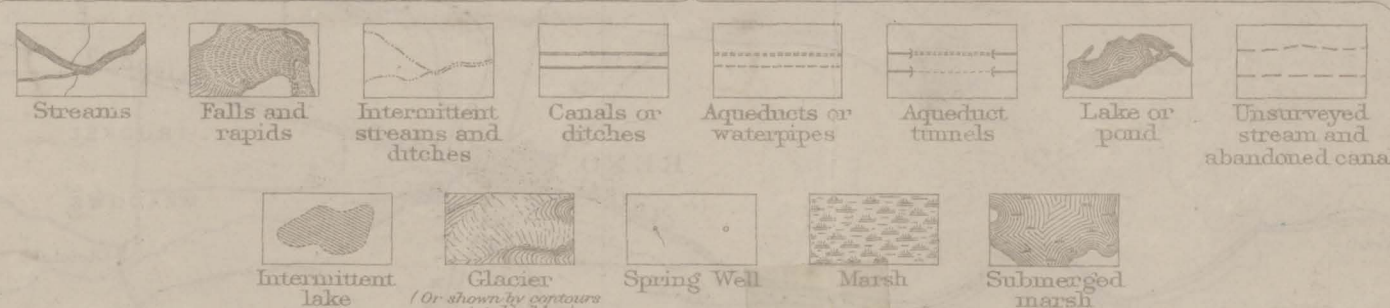 Streams
Falls and
rapids
Intermittent
streams and
ditches
Canals or
ditches
Aqueducts or
waterpipes
Aqueduct
tunnels
Lake or
pond
Unsurveyed
stream and
abandoned cana
Intermittent
lake
Glacier
(Or shown by contours
Spring Well
Marsh
Submerged
marsh